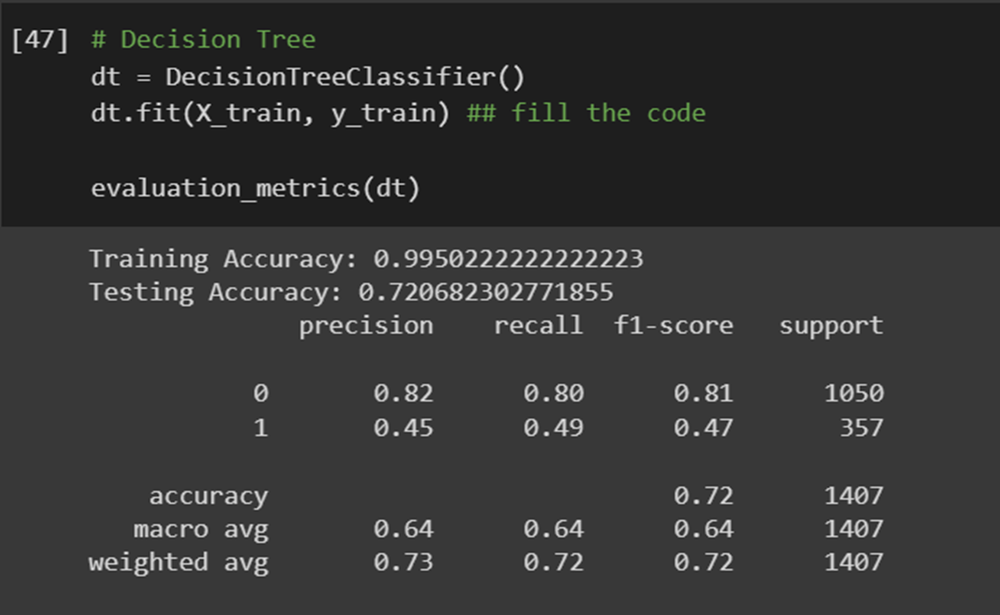 [47] # Decision Tree
dt = DecisionTreeClassifier()
dt.fit(X_train, y_train) ## fill the code
evaluation_metrics(dt)
Training Accuracy: 0.9950222222222223
Testing Accuracy: 0.720682302771855
precision recall f1-score support
0 0.82 0.80 0.81 1050
1 0.45 0.49 0.47 357
accuracy 0.72 1407
macro avg 0.64 0.64 0.64 1407
weighted avg 0.73 0.72 0.72 1407